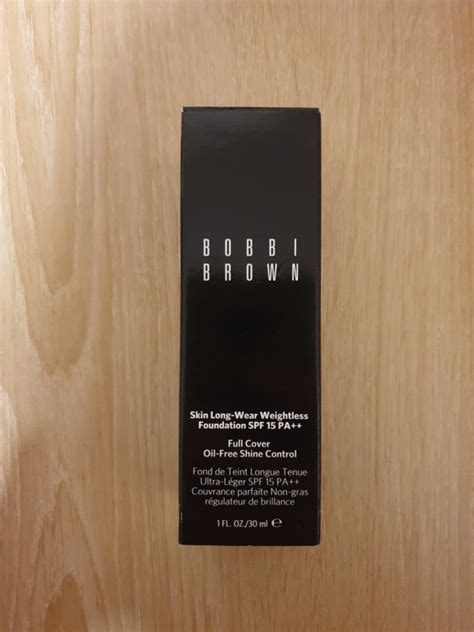 BOBBI
BROWN
Skin Long-Wear Weightless
Foundation SPF 15 PA++
Full Cover
Oil-Free Shine Control
Fond de Teint Longue Tenue
Ultra-Léger SPF 15 PA++
Couvrance parfaite Non-gras
régulateur de brillance
1 FL. OZ./30 ml ℮